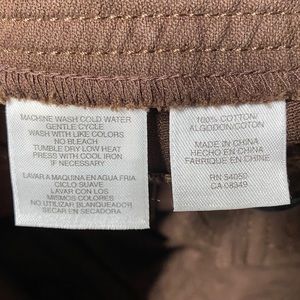 MACHINE WASH COLD WATER
GENTLE CYCLE
WASH WITH LIKE COLORS
NO BLEACH
TUMBLE DRY LOW HEAT
PRESS WITH COOL IRON
IF NECESSARY
LAVAR A MAQUINA EN AGUA FRIA
CICLO SUAVE
LAVAR CON LOS
MISMOS COLORES
NO UTILIZAR BLANQUEADOR
SECAR EN SECADORA
100% COTTON/
ALGODON/COTON
MADE IN CHINA
HECHO EN CHINA
FABRIQUE EN CHINE
RN 54050
CA 08349